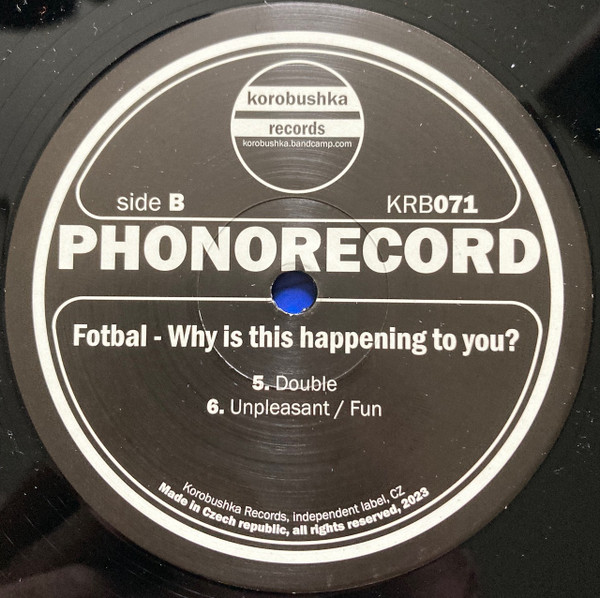 korobushka
records
korobushka.bandcamp.com
side B
KRB071
PHONORECORD
Fotbal - Why is this happening to you?
5. Double
6. Unpleasant / Fun
Korobushka Records, independent label, CZ
Made in Czech republic, all rights reserved, 2023